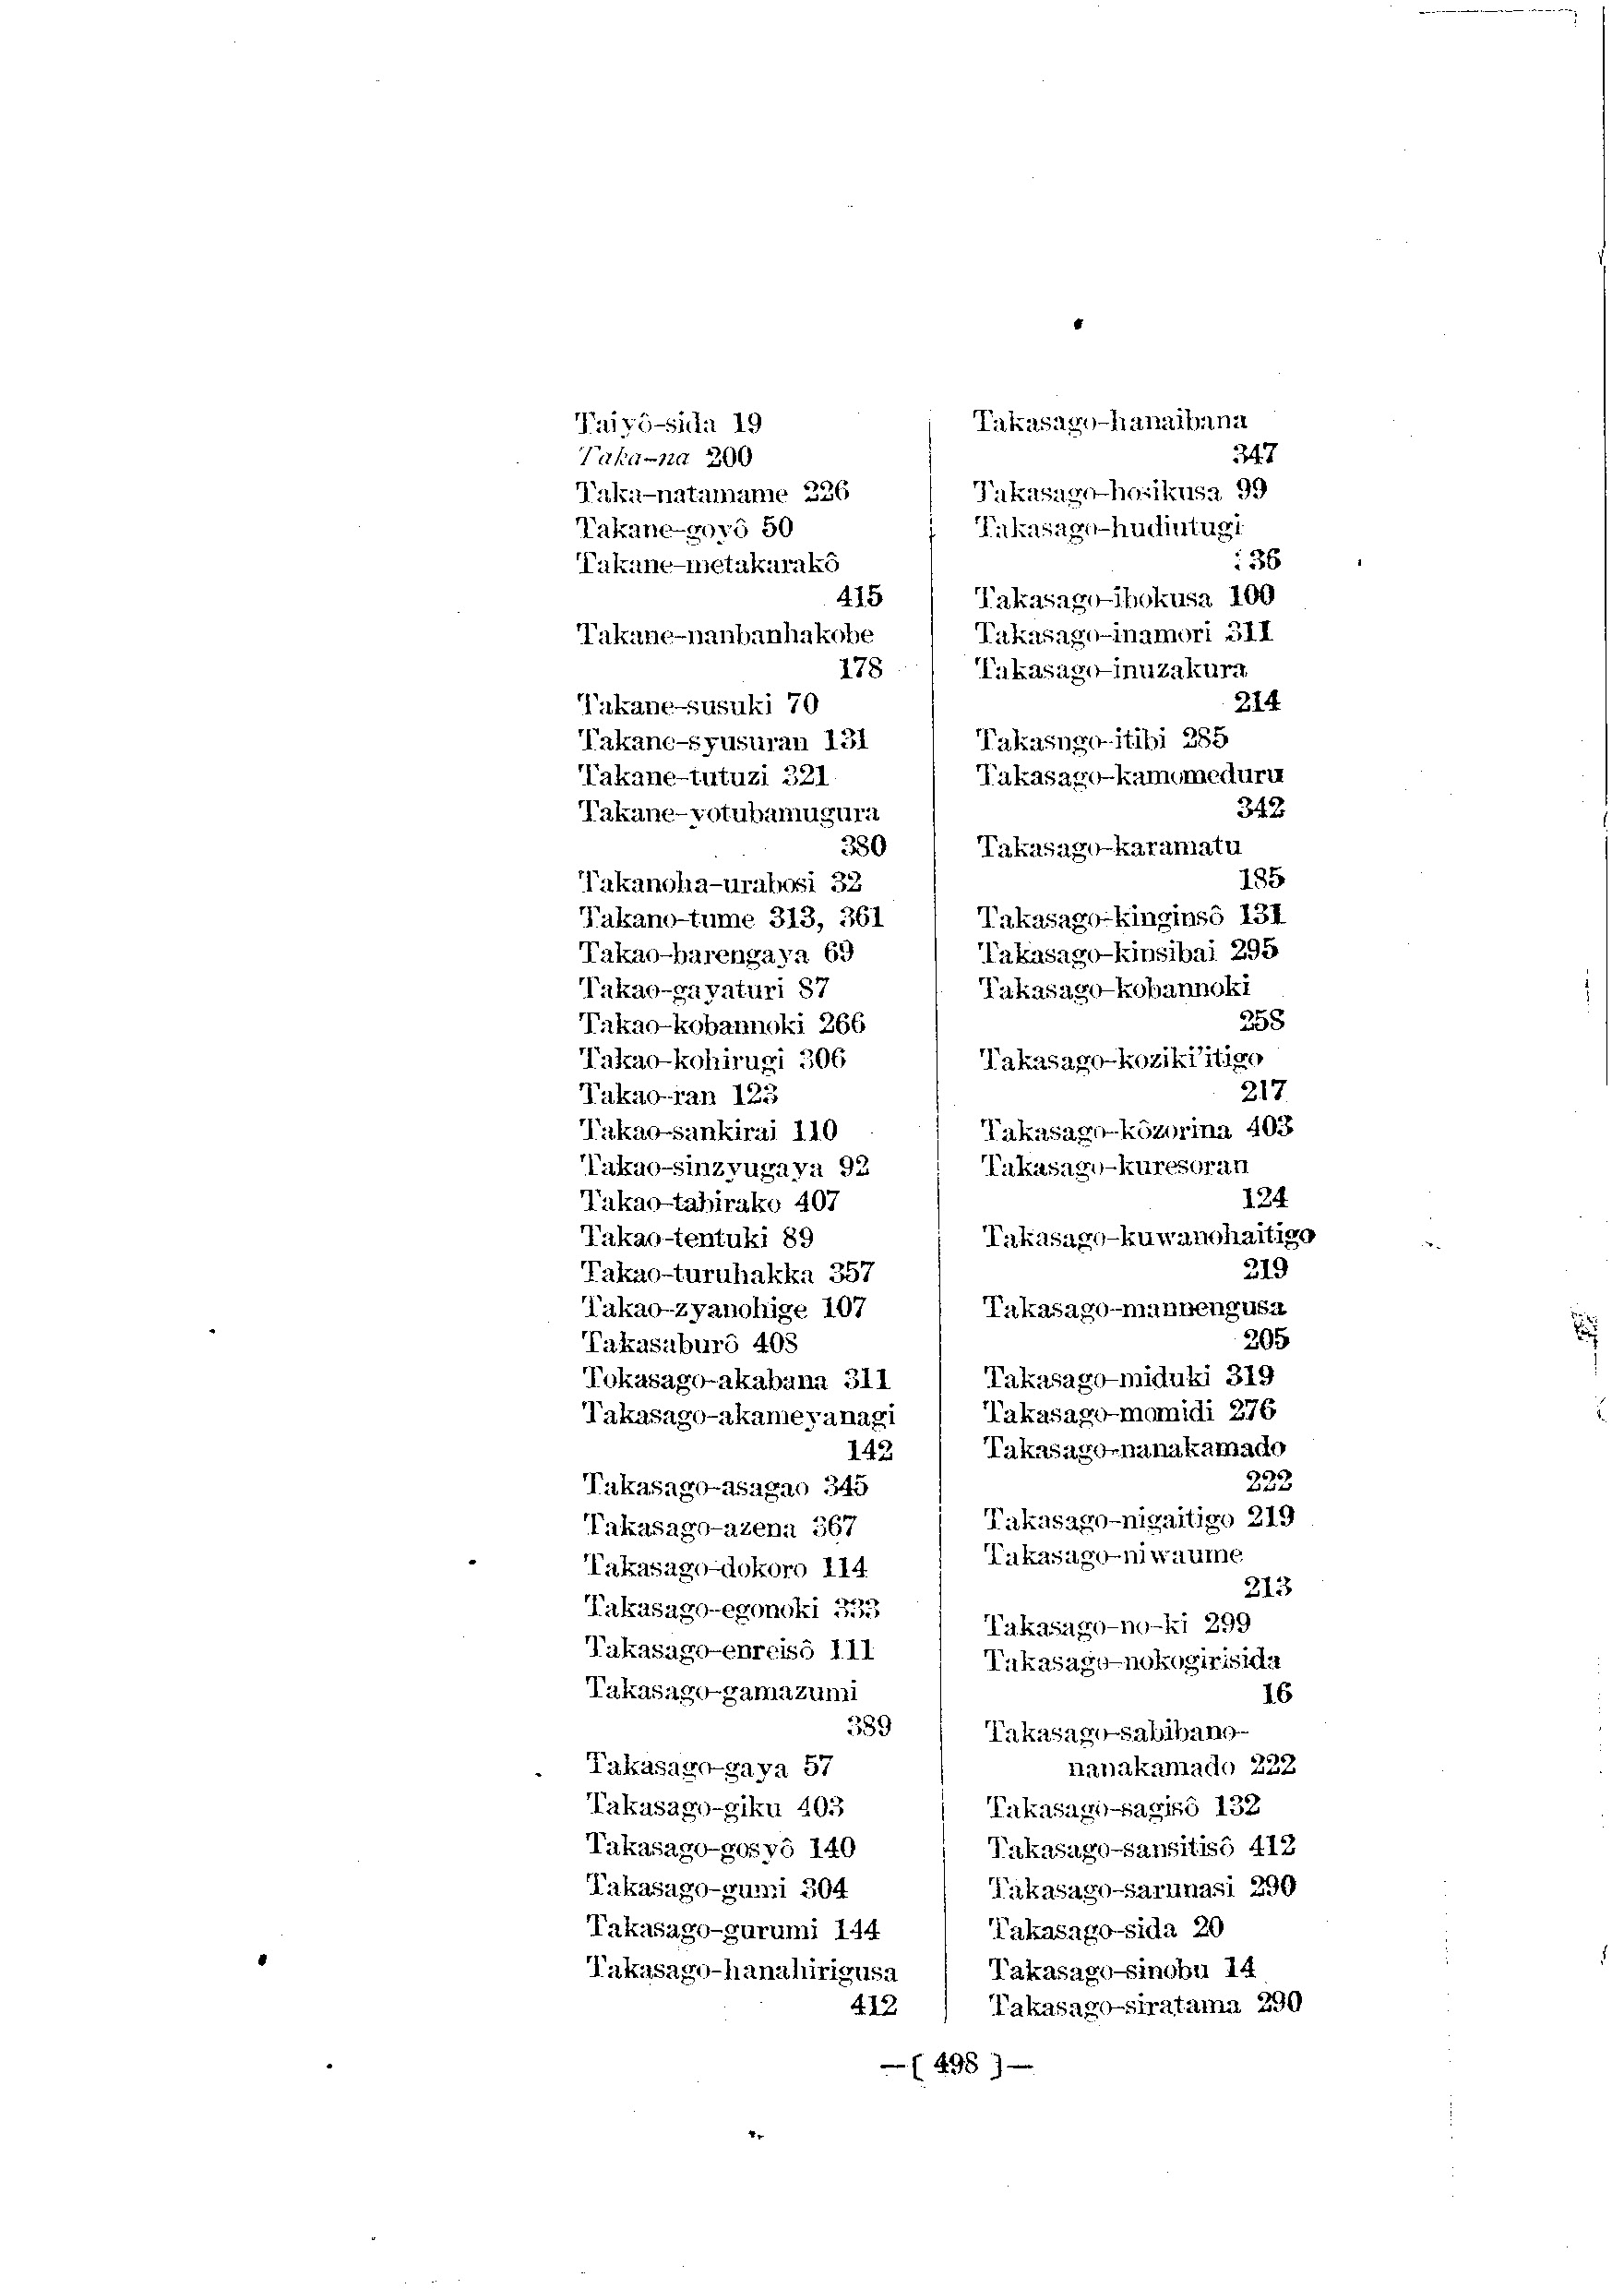 Taiyô-sida 19
Taka-na 200
Taka-natamame 226
Takane-goyô 50
Takane-metakarakô
415
Takane-nanbanhakobe
178
Takane-susuki 70
Takane-syusuran 131
Takane-tutuzi 321
Takane-yotubamugura
380
Takanoha-urabosi 32
Takano-tume 313, 361
Takao-barengaya 69
Takao-gayaturi 87
Takao-kobannoki 266
Takao-kohirugi 306
Takao-ran 123
Takao-sankirai 110
Takao-sinzyugaya 92
Takao-tabirako 407
Takao-tentuki 89
Takao-turuhakka 357
Takao-zyanohige 107
Takasaburô 408
Tokasago-akabana 311
Takasago-akameyanagi
142
Takasago-asagao 345
Takasago-azena 367
Takasago-dokoro 114
Takasago-egonoki 333
Takasago-enreisô 111
Takasago-gamazumi
389
Takasago-gaya 57
Takasago-giku 403
Takasago-gosyô 140
Takasago-gumi 304
Takasago-gurumi 144
Takasago-hanahirigusa
412
Takasago-hanaibana
347
Takasago-hosikusa 99
Takasago-hudiutugi
36
Takasago-ibokusa 100
Takasago-inamori 311
Takasago-inuzakura
214
Takasngo-itibi 285
Takasago-kamomeduru
342
Takasago-karamatu
185
Takasago-kinginsô 131
Takasago-kinsibai 295
Takasago-kobannoki
258
Takasago-koziki'itigo
217
Takasago-kôzorina 403
Takasago-kuresoran
124
Takasago-kuwanohaitigo
219
Takasago-mannengusa
205
Takasago-miduki 319
Takasago-momidi 276
Takasago-nanakamado
222
Takasago-nigaitigo 219
Takasago-niwaume
213
Takasago-no-ki 299
Takasago-nokogirisida
16
Takasago-sabibano-
nanakamado 222
Takasago-sagisô 132
Takasago-sansitisô 412
Takasago-sarunasi 290
Takasago-sida 20
Takasago-sinobu 14
Takasago-siratama 290
—( 498 )—